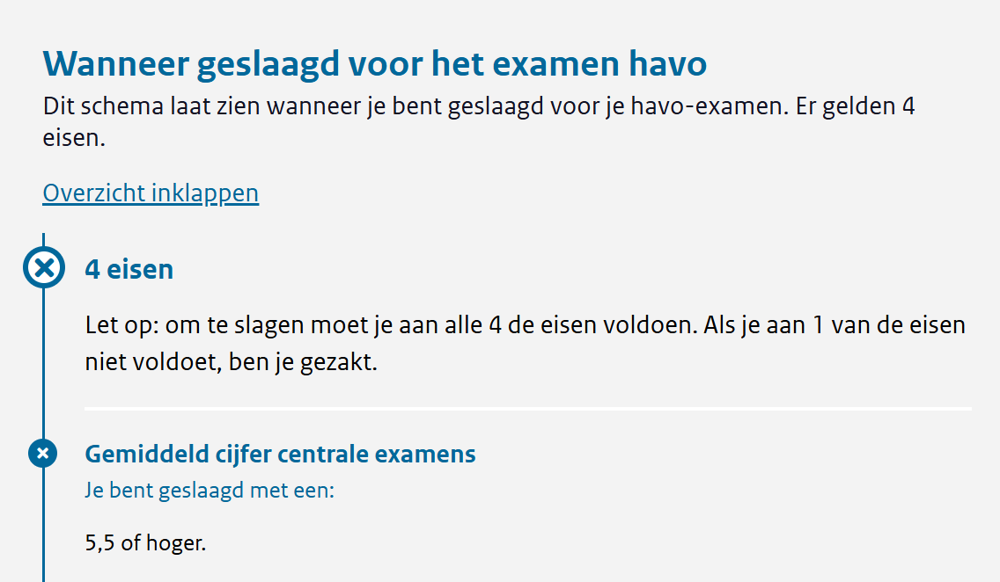 Wanneer geslaagd voor het examen havo
Dit schema laat zien wanneer je bent geslaagd voor je havo-examen. Er gelden 4
eisen.
Overzicht inklappen
4 eisen
Let op: om te slagen moet je aan alle 4 de eisen voldoen. Als je aan 1 van de eisen
niet voldoet, ben je gezakt.
Gemiddeld cijfer centrale examens
Je bent geslaagd met een:
5,5 of hoger.